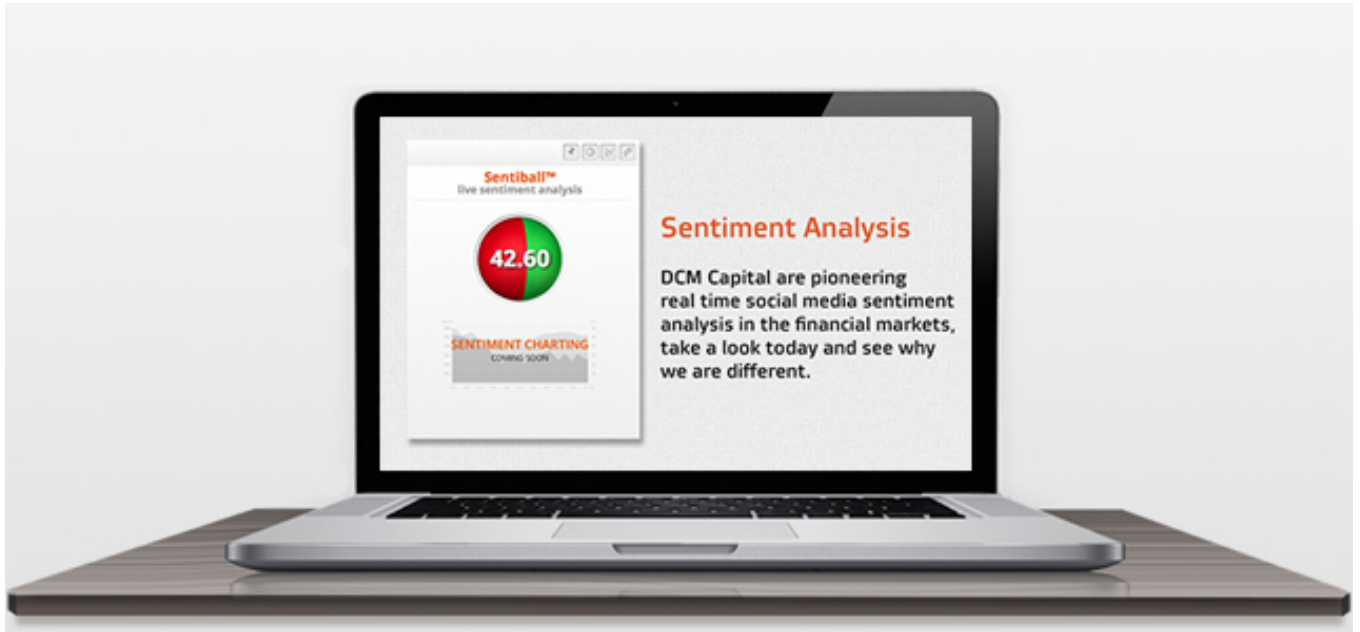 Sentiball™
live sentiment analysis
42.60
SENTIMENT CHARTING
COMING SOON
Sentiment Analysis
DCM Capital are pioneering
real time social media sentiment
analysis in the financial markets,
take a look today and see why
we are different.